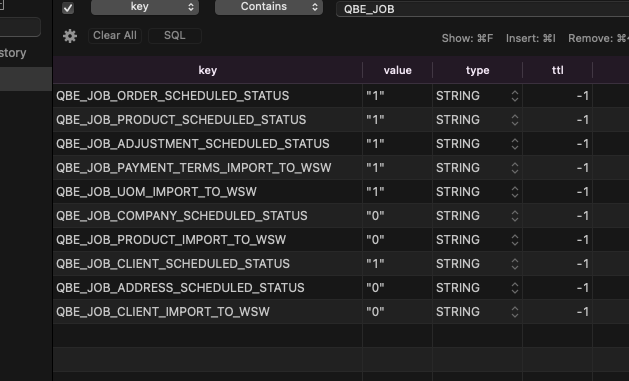 key Contains QBE_JOB
Clear All SQL Show: ⌘F Insert: ⌘I Remove: ⌘
story
key value type ttl
QBE_JOB_ORDER_SCHEDULED_STATUS "1" STRING -1
QBE_JOB_PRODUCT_SCHEDULED_STATUS "1" STRING -1
QBE_JOB_ADJUSTMENT_SCHEDULED_STATUS "1" STRING -1
QBE_JOB_PAYMENT_TERMS_IMPORT_TO_WSW "1" STRING -1
QBE_JOB_UOM_IMPORT_TO_WSW "1" STRING -1
QBE_JOB_COMPANY_SCHEDULED_STATUS "0" STRING -1
QBE_JOB_PRODUCT_IMPORT_TO_WSW "0" STRING -1
QBE_JOB_CLIENT_SCHEDULED_STATUS "1" STRING -1
QBE_JOB_ADDRESS_SCHEDULED_STATUS "0" STRING -1
QBE_JOB_CLIENT_IMPORT_TO_WSW "0" STRING -1